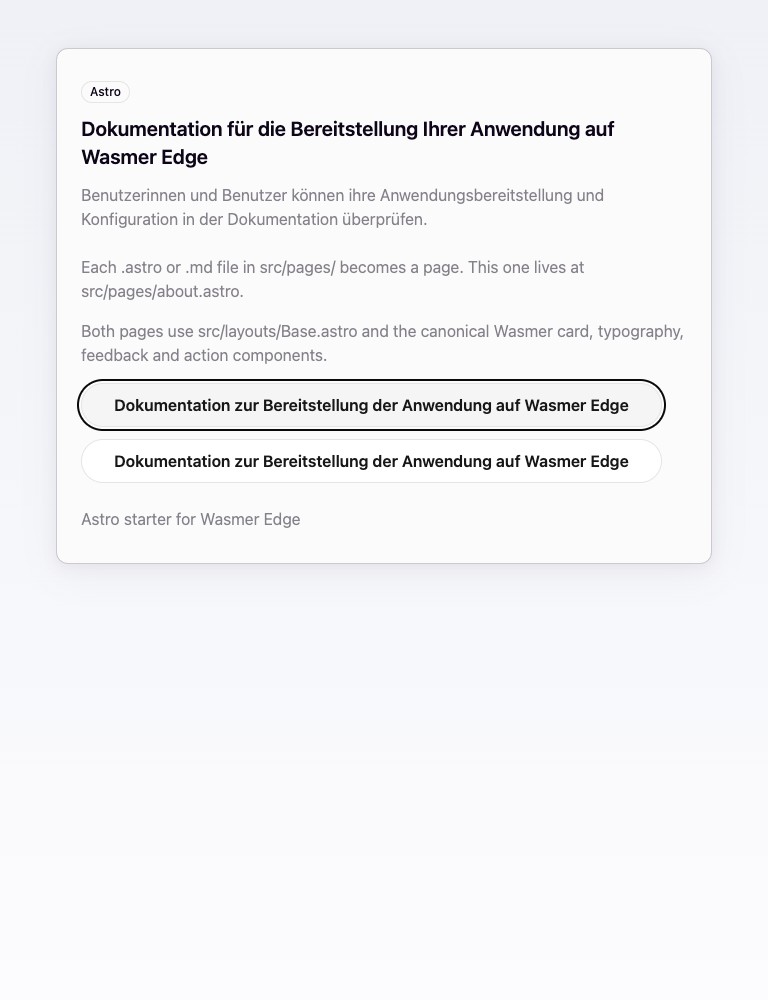 Astro
Dokumentation für die Bereitstellung Ihrer Anwendung auf
Wasmer Edge
Benutzerinnen und Benutzer können ihre Anwendungsbereitstellung und
Konfiguration in der Dokumentation überprüfen.
Each .astro or .md file in src/pages/ becomes a page. This one lives at
src/pages/about.astro.
Both pages use src/layouts/Base.astro and the canonical Wasmer card, typography,
feedback and action components.
Dokumentation zur Bereitstellung der Anwendung auf Wasmer Edge
Dokumentation zur Bereitstellung der Anwendung auf Wasmer Edge
Astro starter for Wasmer Edge